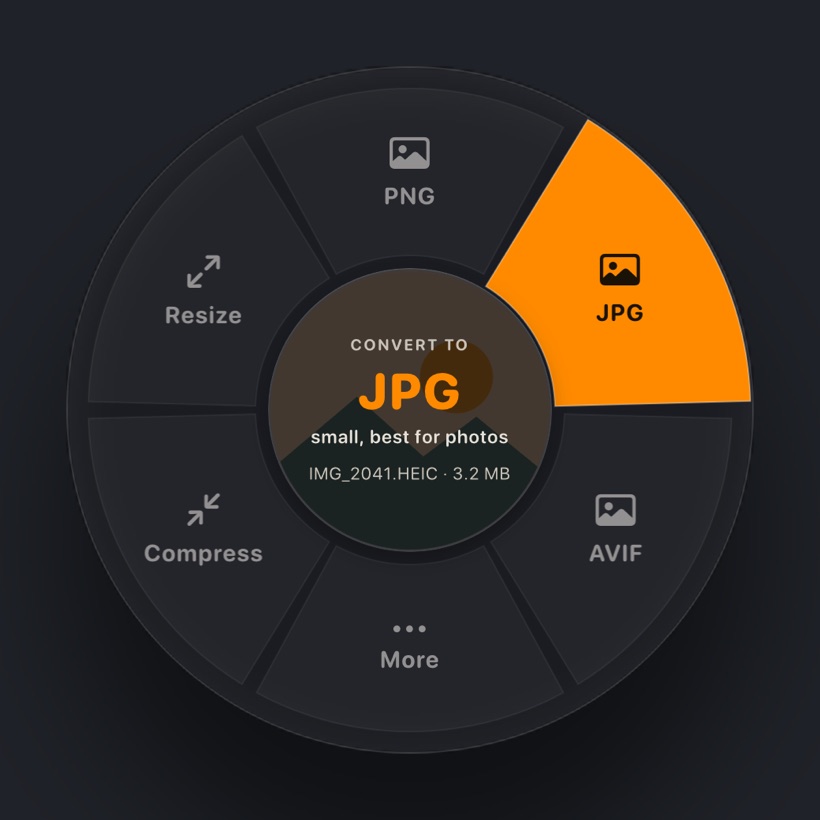 PNG
JPG
Resize
CONVERT TO
JPG
small, best for photos
IMG_2041.HEIC · 3.2 MB
Compress
AVIF
More